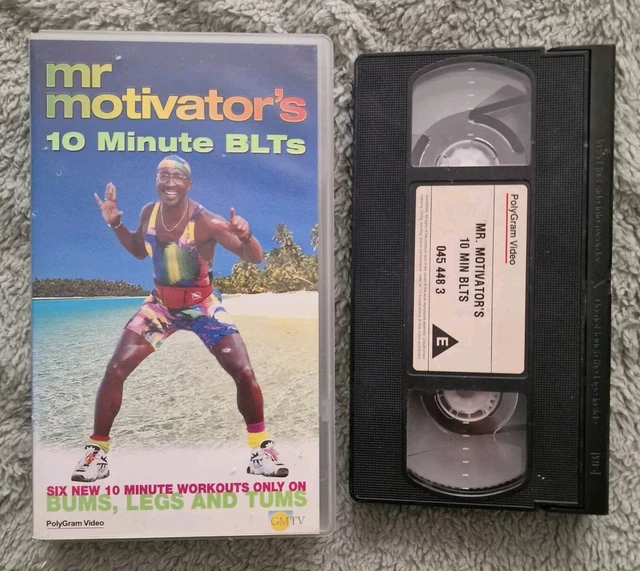 mr
motivator's
10 Minute BLTs
SIX NEW 10 MINUTE WORKOUTS ONLY ON
BUMS, LEGS AND TUMS
PolyGram Video
GMTV
PolyGram Video
MR. MOTIVATOR'S
10 MIN BLTS
045 448 3
E